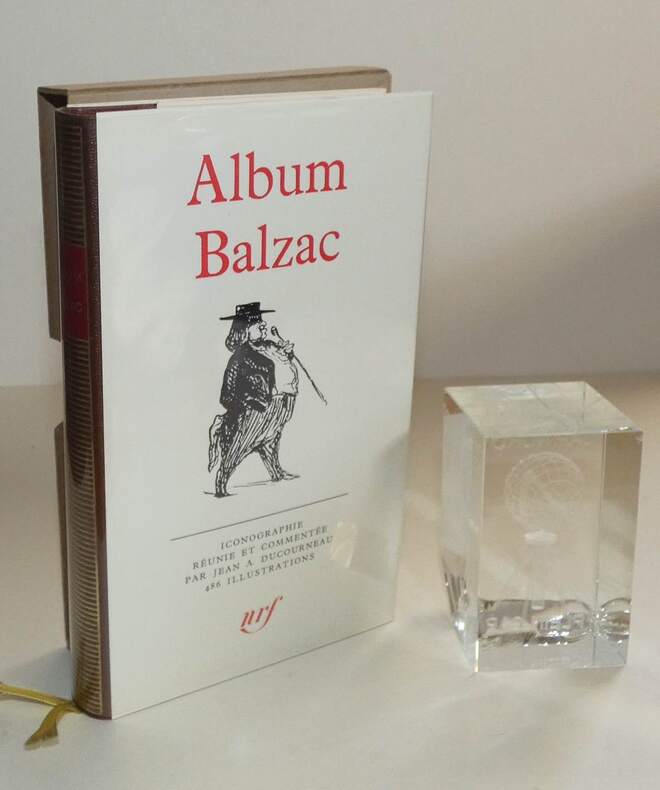 Album
Balzac
ICONOGRAPHIE
RÉUNIE ET COMMENTÉE
PAR JEAN A. DUCOURNEAU
486 ILLUSTRATIONS
nrf